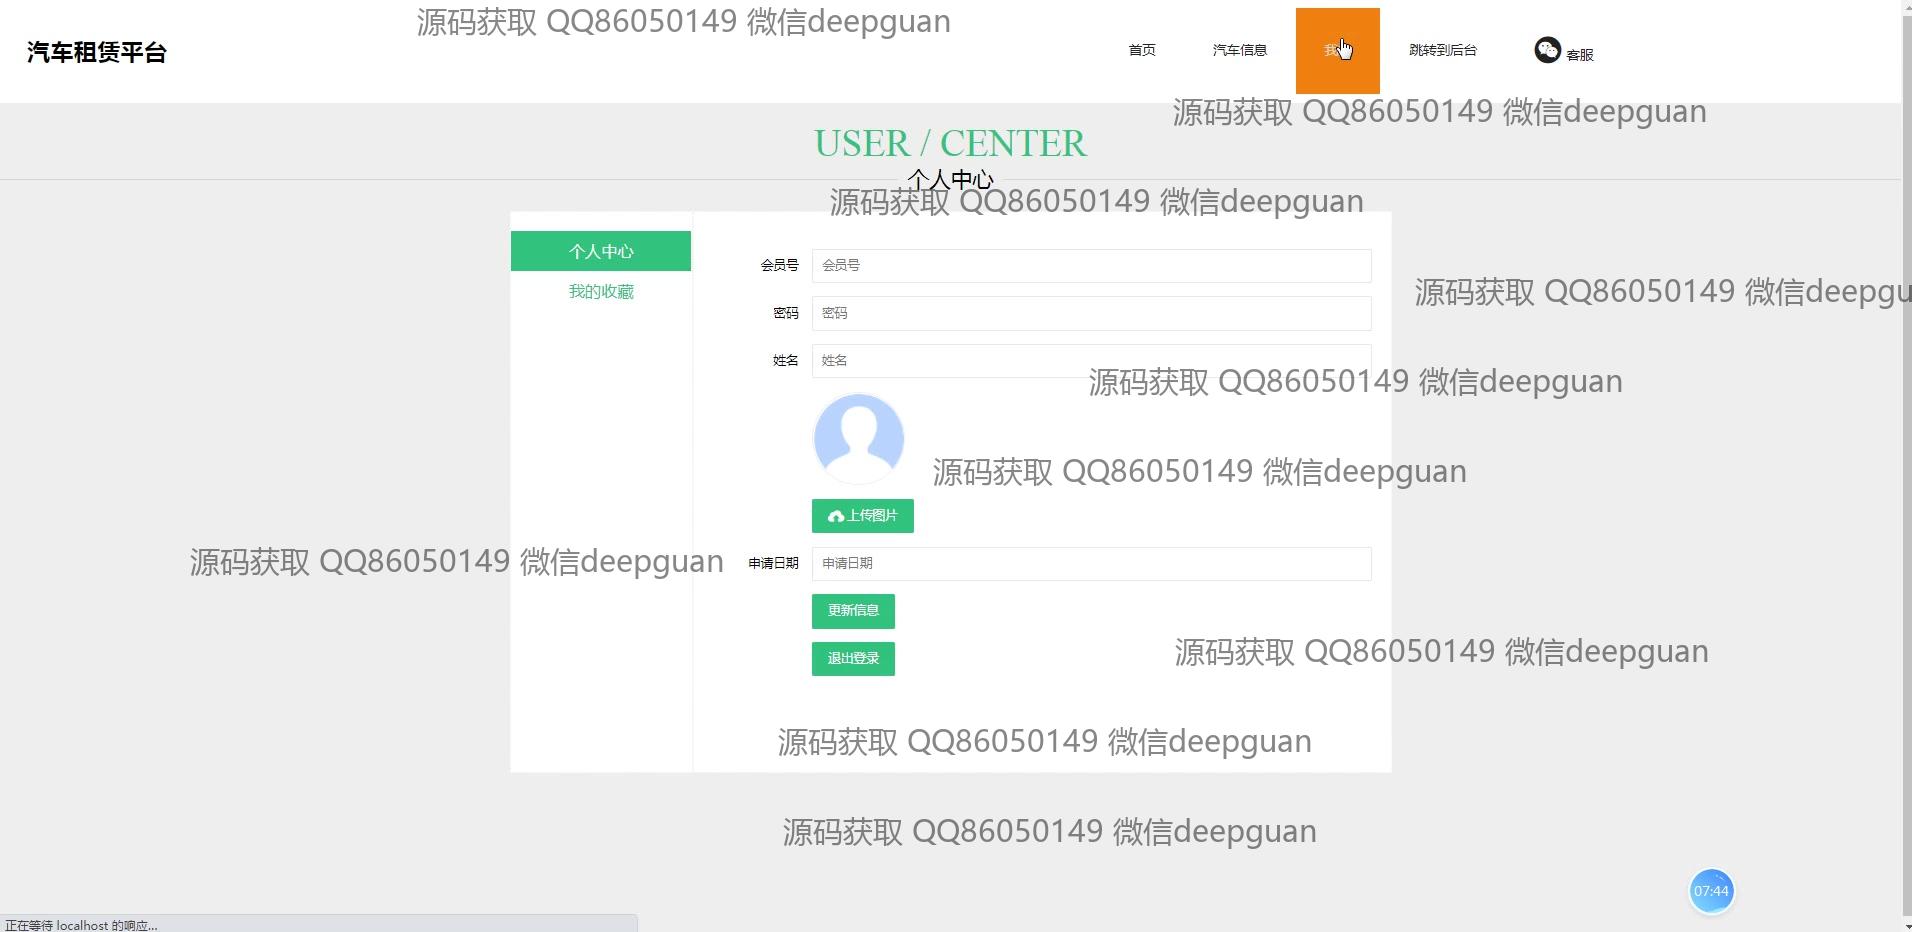 源码获取 QQ86050149 微信deepguan
汽车租赁平台
首页
汽车信息
我
跳转到后台
客服
源码获取 QQ86050149 微信deepguan
USER / CENTER
个人中心
源码获取 QQ86050149 微信deepguan
个人中心
我的收藏
会员号
会员号
源码获取 QQ86050149 微信deepgu
密码
密码
姓名
姓名
源码获取 QQ86050149 微信deepguan
源码获取 QQ86050149 微信deepguan
上传图片
源码获取 QQ86050149 微信deepguan
申请日期
申请日期
更新信息
源码获取 QQ86050149 微信deepguan
退出登录
源码获取 QQ86050149 微信deepguan
源码获取 QQ86050149 微信deepguan
07:44
正在等待 localhost 的响应...